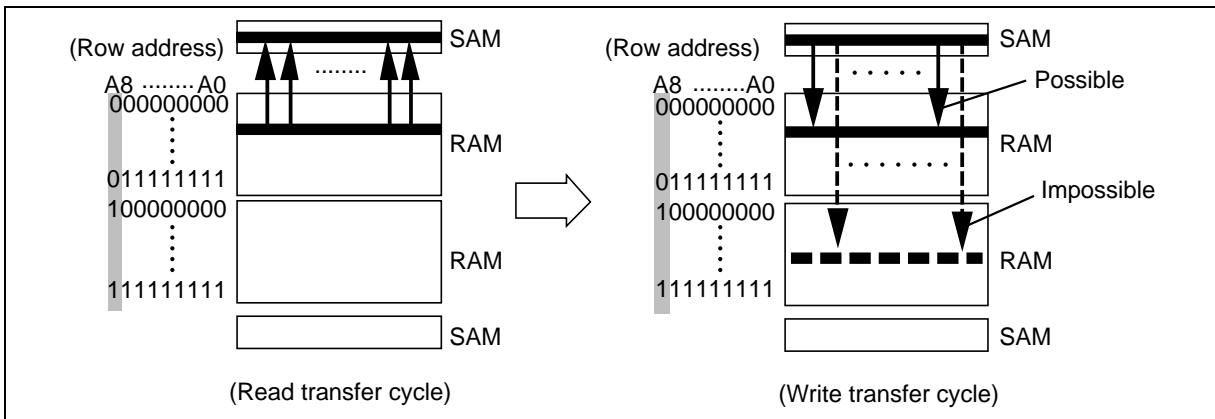 (Row address)
SAM
A8 ........A0
000000000
RAM
011111111
100000000
RAM
111111111
SAM
(Read transfer cycle)
(Row address)
SAM
Possible
A8 ........A0
000000000
RAM
011111111
Impossible
100000000
RAM
111111111
SAM
(Write transfer cycle)